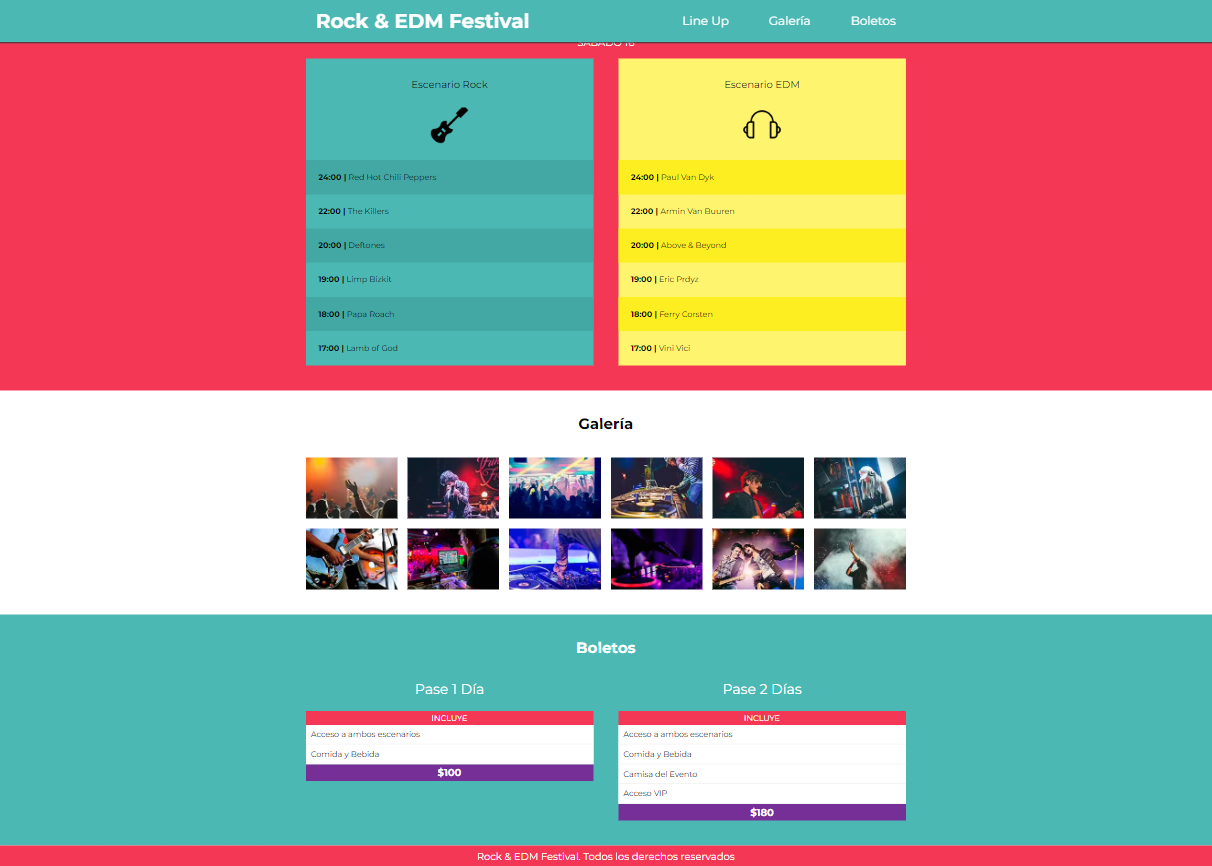 Rock & EDM Festival
Line Up
Galería
Boletos
Escenario Rock
24:00 | Red Hot Chili Peppers
22:00 | The Killers
20:00 | Deftones
19:00 | Limp Bizkit
18:00 | Papa Roach
17:00 | Lamb of God
Escenario EDM
24:00 | Paul Van Dyk
22:00 | Armin Van Buuren
20:00 | Above & Beyond
19:00 | Eric Prdyz
18:00 | Ferry Corsten
17:00 | Vini Vici
Galería
Boletos
Pase 1 Día
INCLUYE
Acceso a ambos escenarios
Comida y Bebida
$100
Pase 2 Días
INCLUYE
Acceso a ambos escenarios
Comida y Bebida
Camisa del Evento
Acceso VIP
$180
Rock & EDM Festival. Todos los derechos reservados